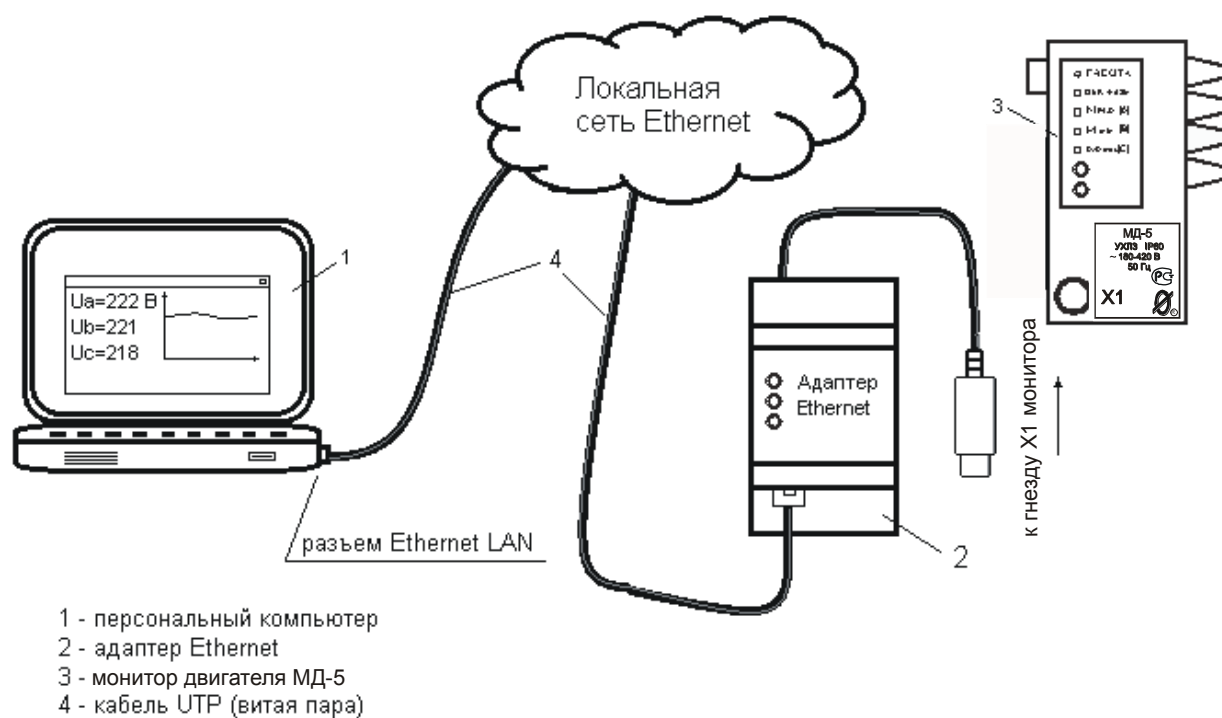 Локальная
сеть Ethernet
3
РАБОТА
МД-5
УХЛ3 IP60
~ 180-420 В
50 Гц
РС
X1
1
4
Ua=222 В
Ub=221
Uc=218
Адаптер
Ethernet
к гнезду X1 монитора
разъем Ethernet LAN
2
1 - персональный компьютер
2 - адаптер Ethernet
3 - монитор двигателя МД-5
4 - кабель UTP (витая пара)